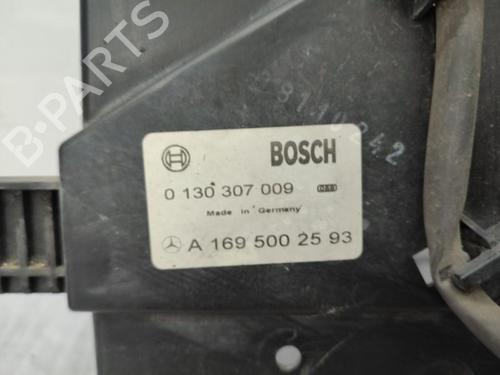 B-PARTS
BOSCH
0 130 307 009
Made in Germany
A 169 500 25 93